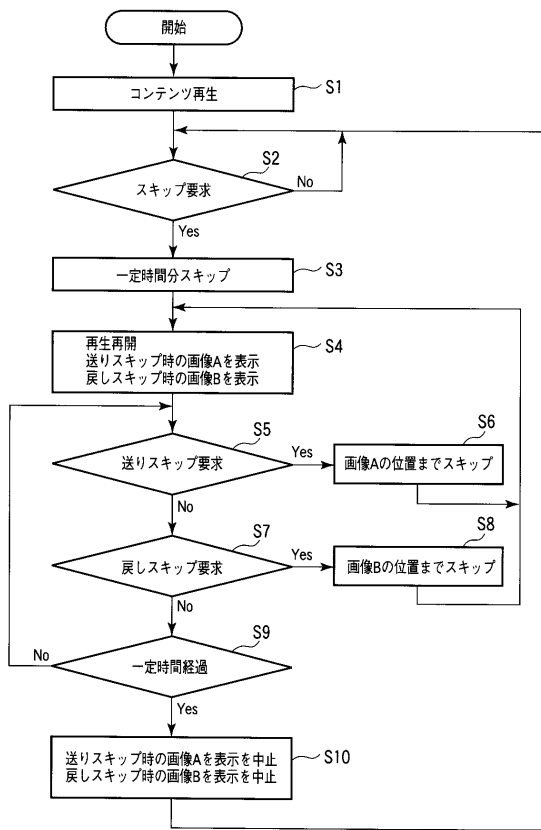 開始
コンテンツ再生
S1
スキップ要求
S2
No
Yes
一定時間分スキップ
S3
再生再開
送りスキップ時の画像Aを表示
戻しスキップ時の画像Bを表示
S4
送りスキップ要求
S5
Yes
画像Aの位置までスキップ
S6
No
戻しスキップ要求
S7
Yes
画像Bの位置までスキップ
S8
No
一定時間経過
S9
No
Yes
送りスキップ時の画像Aを表示を中止
戻しスキップ時の画像Bを表示を中止
S10